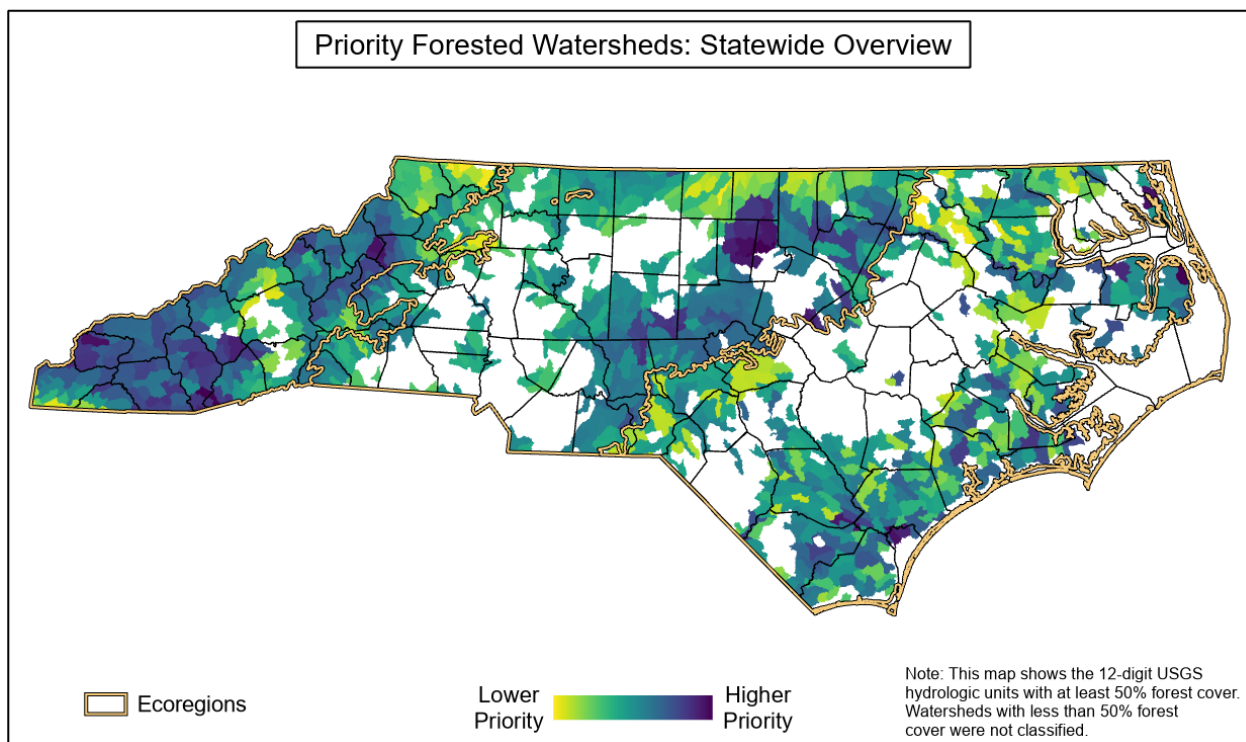 Priority Forested Watersheds: Statewide Overview
Ecoregions
Lower
Priority
Higher
Priority
Note: This map shows the 12-digit USGS
hydrologic units with at least 50% forest cover.
Watersheds with less than 50% forest
cover were not classified.